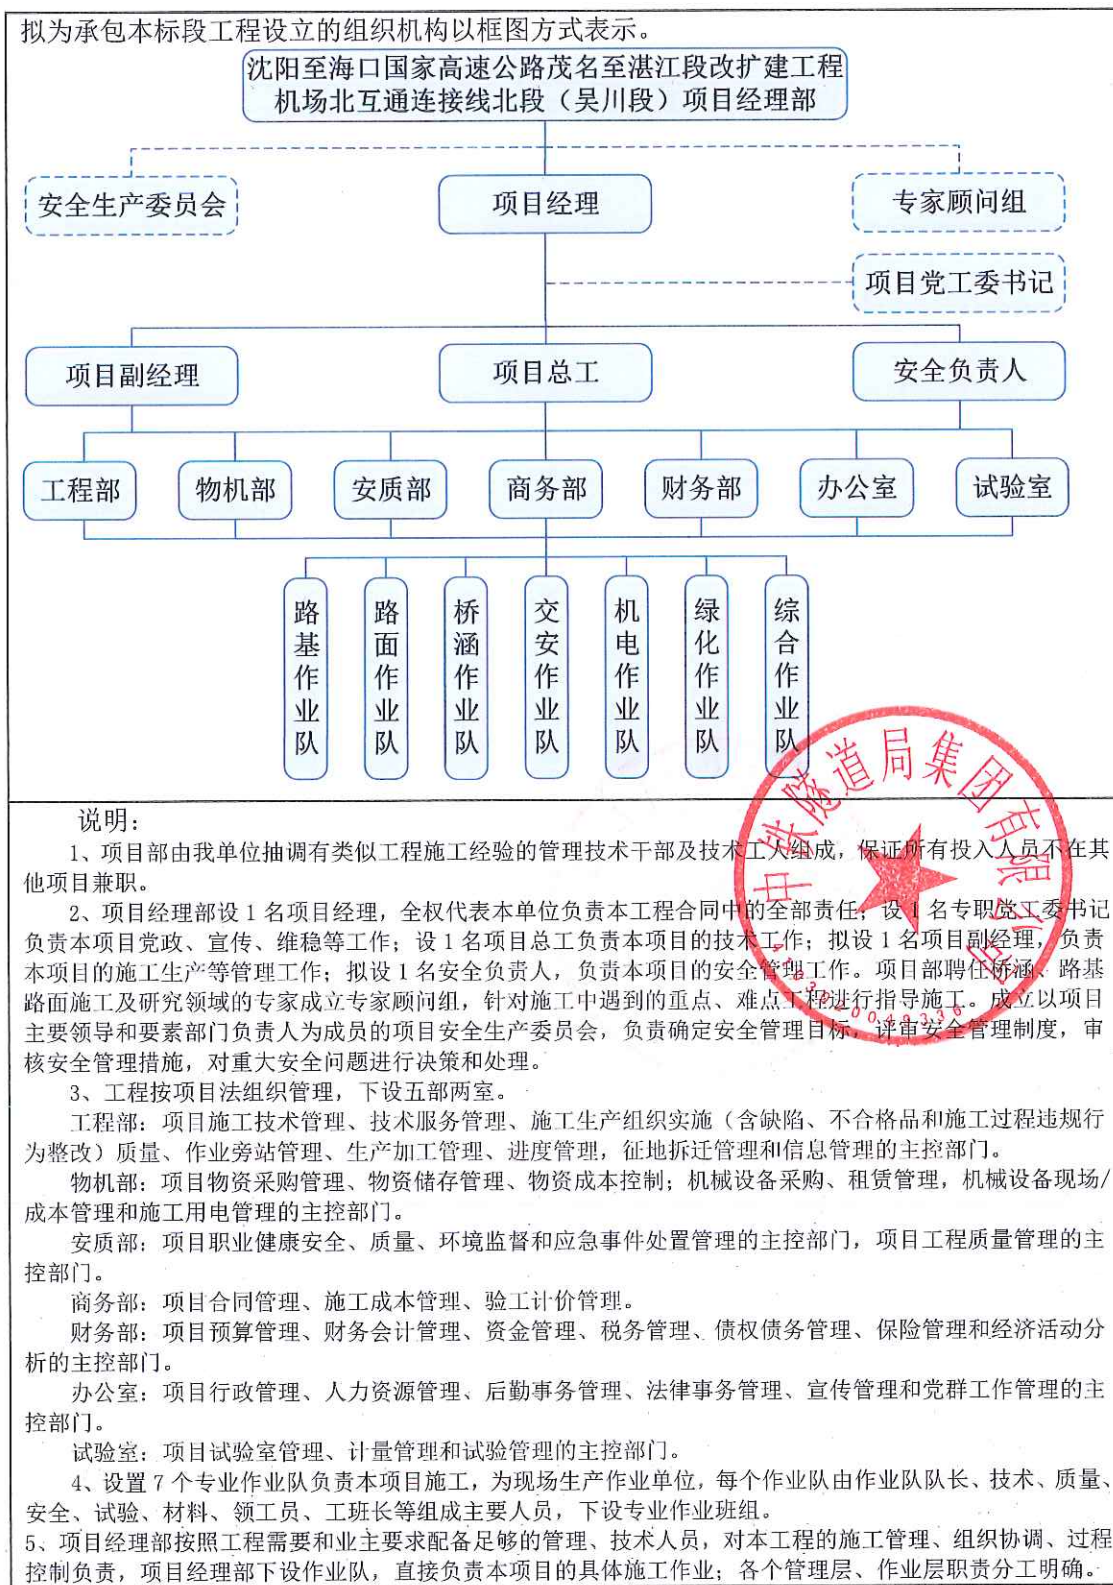 拟为承包本标段工程设立的组织机构以框图方式表示。
沈阳至海口国家高速公路茂名至湛江段改扩建工程
机场北互通连接线北段（吴川段）项目经理部
安全生产委员会
项目经理
专家顾问组
项目党工委书记
项目副经理
项目总工
安全负责人
工程部
物机部
安质部
商务部
财务部
办公室
试验室
路基作业队
路面作业队
桥涵作业队
交安作业队
机电作业队
绿化作业队
综合作业队
中铁隧道局集团有限公司
说明：
1、项目部由我单位抽调有类似工程施工经验的管理技术干部及技术工人组成，保证所有投入人员不在其
他项目兼职。
2、项目经理部设 1 名项目经理，全权代表本单位负责本工程合同中的全部责任；设 1 名专职党工委书记
负责本项目党政、宣传、维稳等工作；设 1 名项目总工负责本项目的技术工作；拟设 1 名项目副经理，负责
本项目的施工生产等管理工作；拟设 1 名安全负责人，负责本项目的安全管理工作。项目部聘任桥涵、路基
路面施工及研究领域的专家成立专家顾问组，针对施工中遇到的重点、难点工程进行指导施工。成立以项目
主要领导和要素部门负责人为成员的项目安全生产委员会，负责确定安全管理目标，计有安全管理制度，审
核安全管理措施，对重大安全问题进行决策和处理。
3、工程按项目法组织管理，下设五部两室。
工程部：项目施工技术管理、技术服务管理、施工生产组织实施（含缺陷、不合格品和施工过程违规行
为整改）质量、作业旁站管理、生产加工管理、进度管理，征地拆迁管理和信息管理的主控部门。
物机部：项目物资采购管理、物资储存管理、物资成本控制；机械设备采购、租赁管理，机械设备现场/
成本管理和施工用电管理的主控部门。
安质部：项目职业健康安全、质量、环境监督和应急事件处置管理的主控部门，项目工程质量管理的主
控部门。
商务部：项目合同管理、施工成本管理、验工计价管理。
财务部：项目预算管理、财务会计管理、资金管理、税务管理、债权债务管理、保险管理和经济活动分
析的主控部门。
办公室：项目行政管理、人力资源管理、后勤事务管理、法律事务管理、宣传管理和党群工作管理的主
控部门。
试验室：项目试验室管理、计量管理和试验管理的主控部门。
4、设置 7 个专业作业队负责本项目施工，为现场生产作业单位，每个作业队由作业队队长、技术、质量、
安全、试验、材料、领工员、工班长等组成主要人员，下设专业作业班组。
5、项目经理部按照工程需要和业主要求配备足够的管理、技术人员，对本工程的施工管理、组织协调、过程
控制负责，项目经理部下设作业队，直接负责本项目的具体施工作业；各个管理层、作业层职责分工明确。